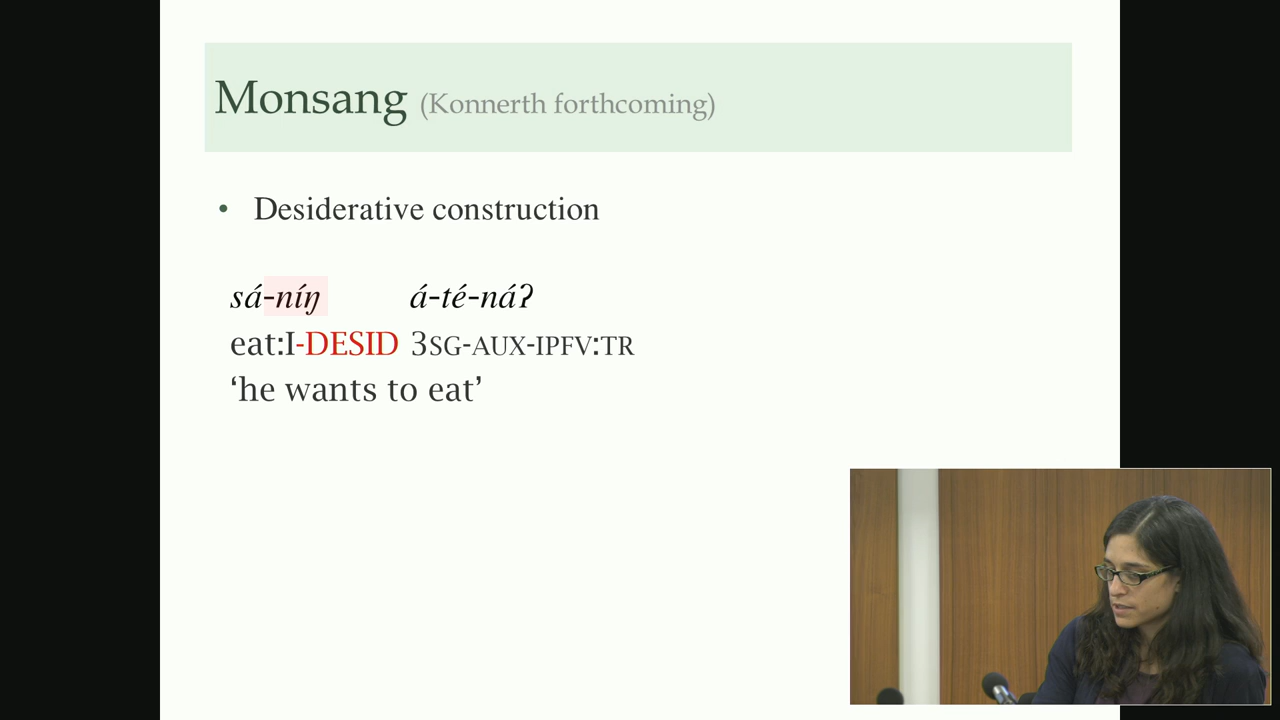 Monsang (Konnerth forthcoming)
• Desiderative construction
sá-níŋ á-té-náʔ
eat:I-DESID 3SG-AUX-IPFV:TR
‘he wants to eat’